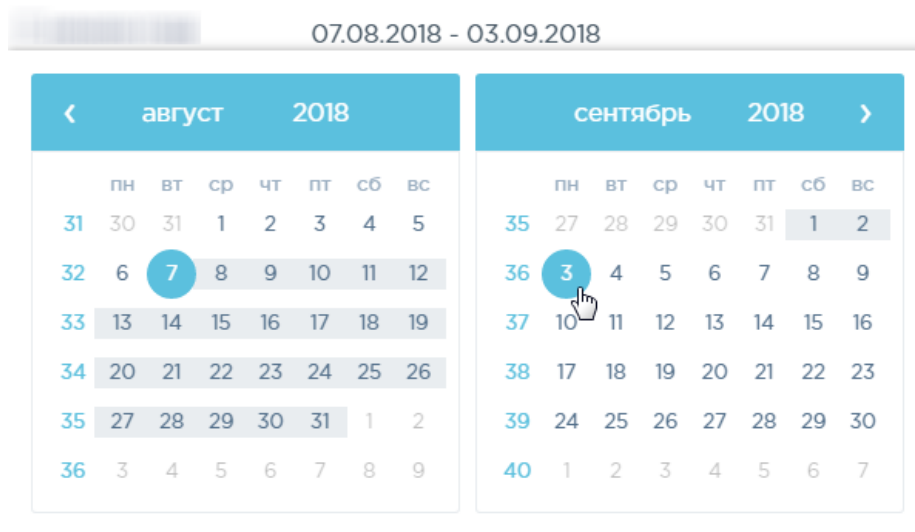 07.08.2018 - 03.09.2018
‹ август 2018
пн вт ср чт пт сб вс
31 30 31 1 2 3 4 5
32 6 7 8 9 10 11 12
33 13 14 15 16 17 18 19
34 20 21 22 23 24 25 26
35 27 28 29 30 31 1 2
36 3 4 5 6 7 8 9
сентябрь 2018 ›
пн вт ср чт пт сб вс
35 27 28 29 30 31 1 2
36 3 4 5 6 7 8 9
37 10 11 12 13 14 15 16
38 17 18 19 20 21 22 23
39 24 25 26 27 28 29 30
40 1 2 3 4 5 6 7